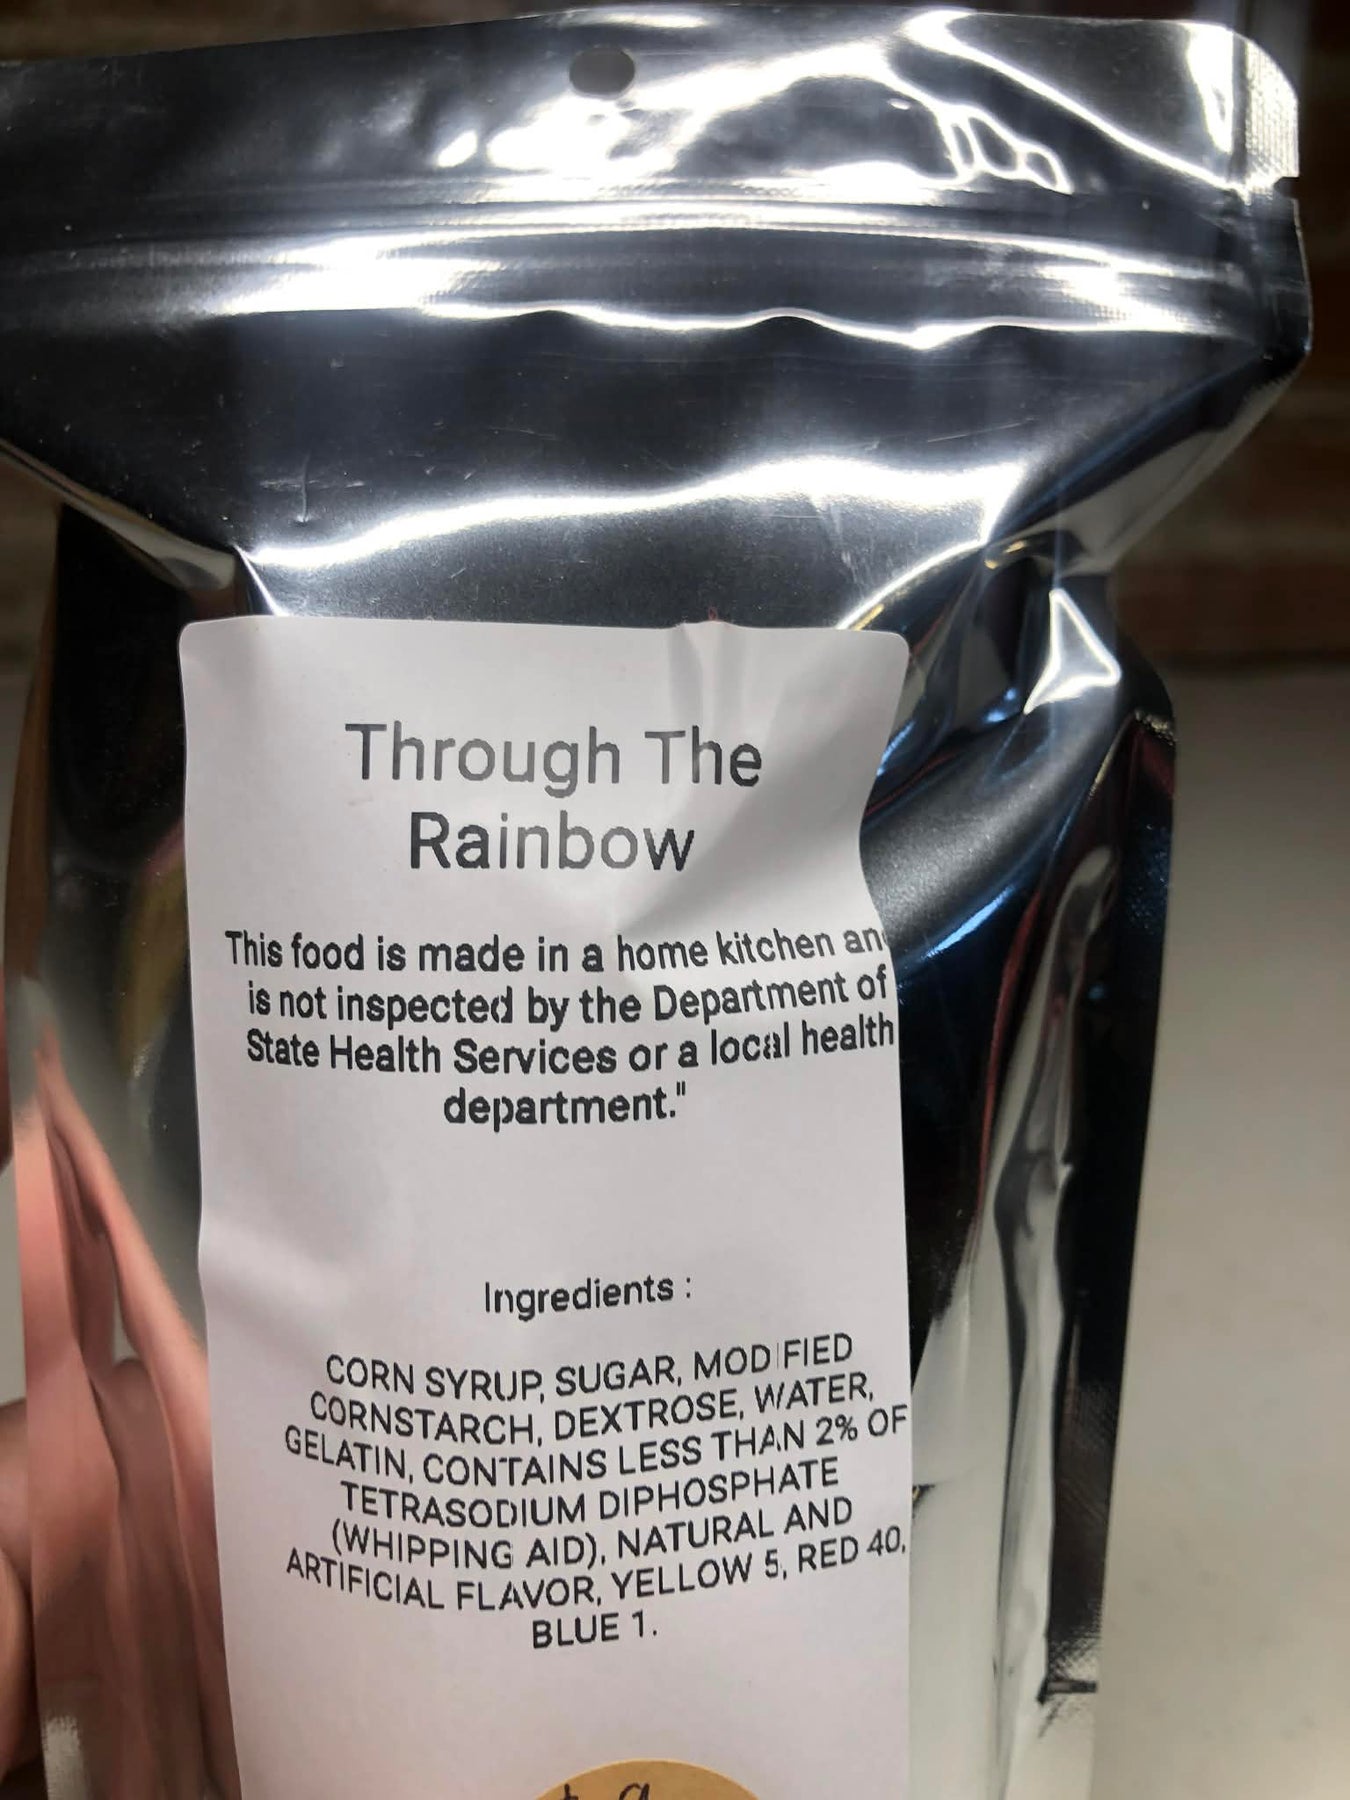 Through The
Rainbow
This food is made in a home kitchen an
is not inspected by the Department of
State Health Services or a local health
department."
Ingredients :
CORN SYRUP, SUGAR, MODIFIED
CORNSTARCH, DEXTROSE, WATER,
GELATIN, CONTAINS LESS THAN 2% OF
TETRASODIUM DIPHOSPHATE
(WHIPPING AID), NATURAL AND
ARTIFICIAL FLAVOR, YELLOW 5, RED 40,
BLUE 1.